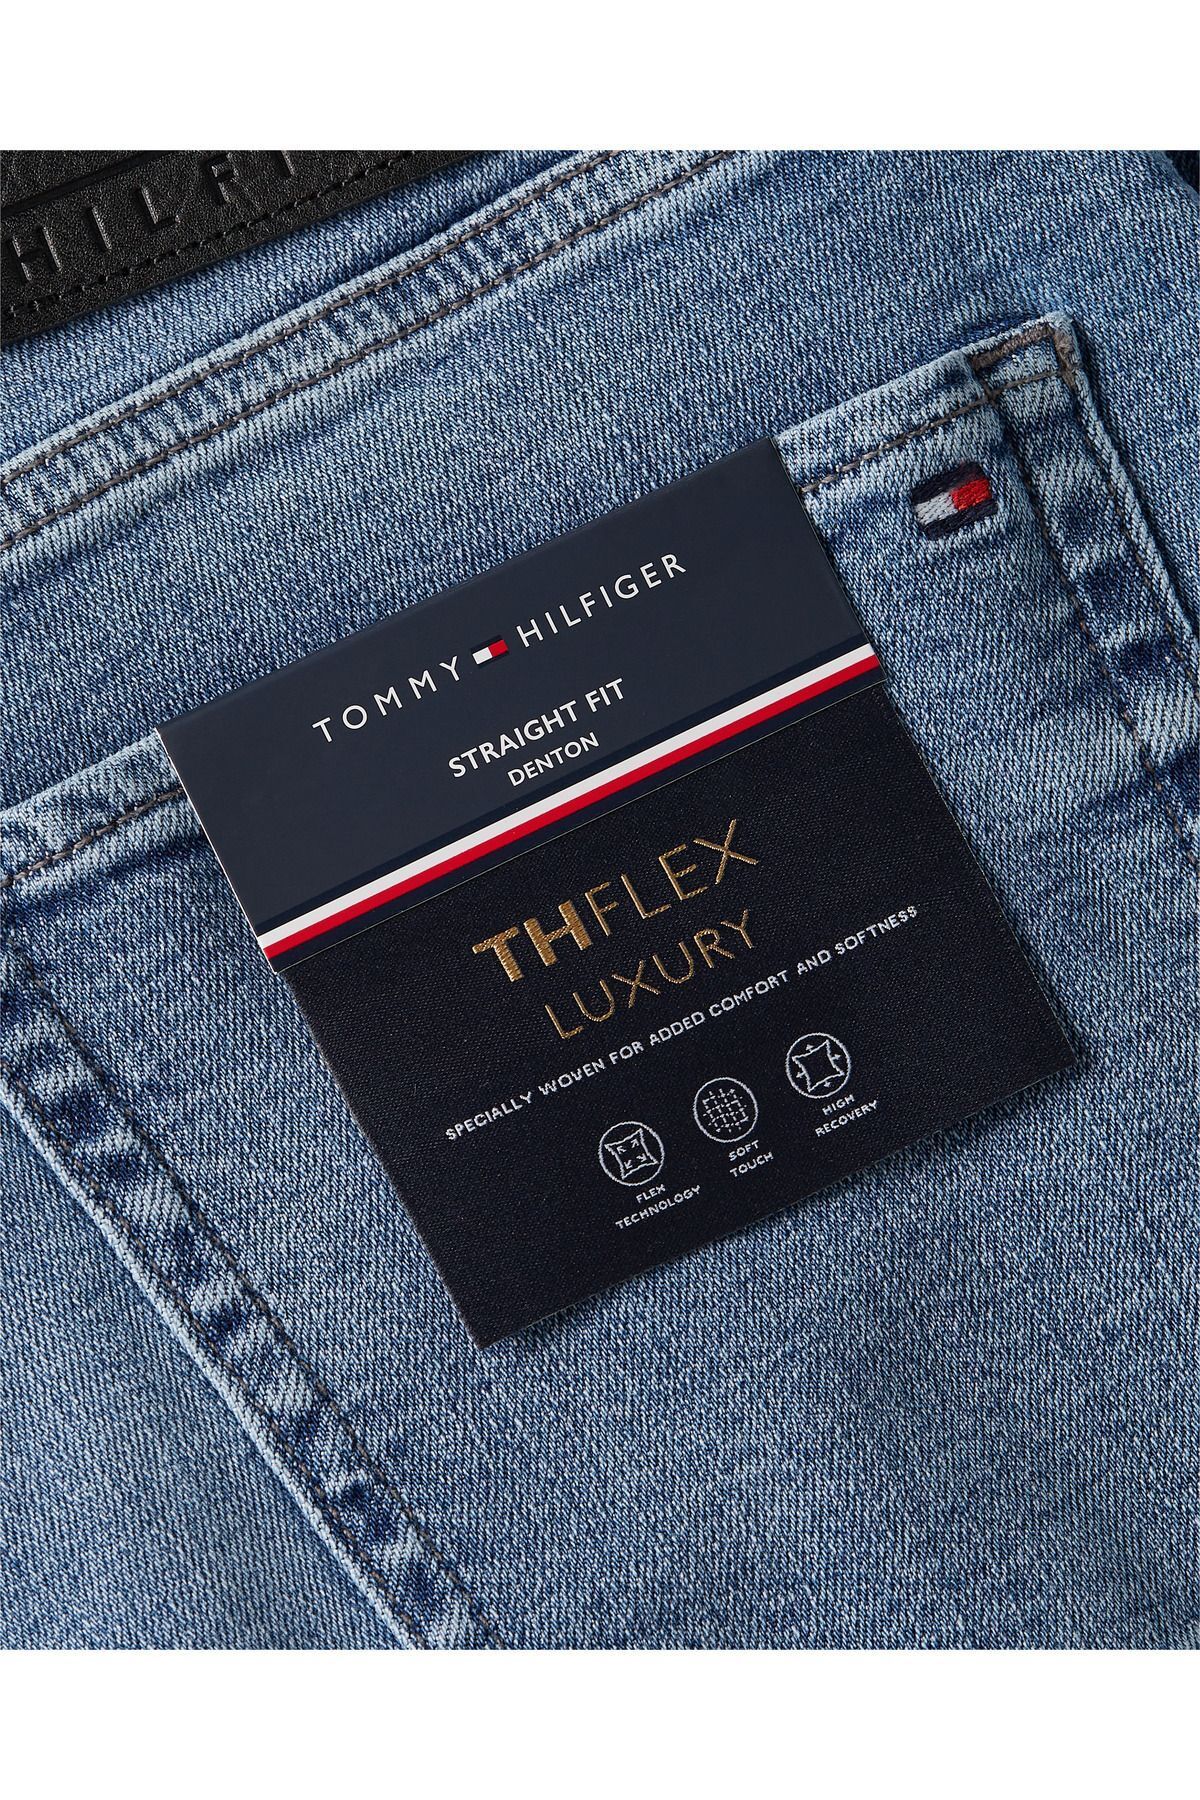 HILFI
TOMMY HILFIGER
STRAIGHT FIT
DENTON
THFLEX
LUXURY
SPECIALLY WOVEN FOR ADDED COMFORT AND SOFTNESS
FLEX
TECHNOLOGY
SOFT
TOUCH
HIGH
RECOVERY